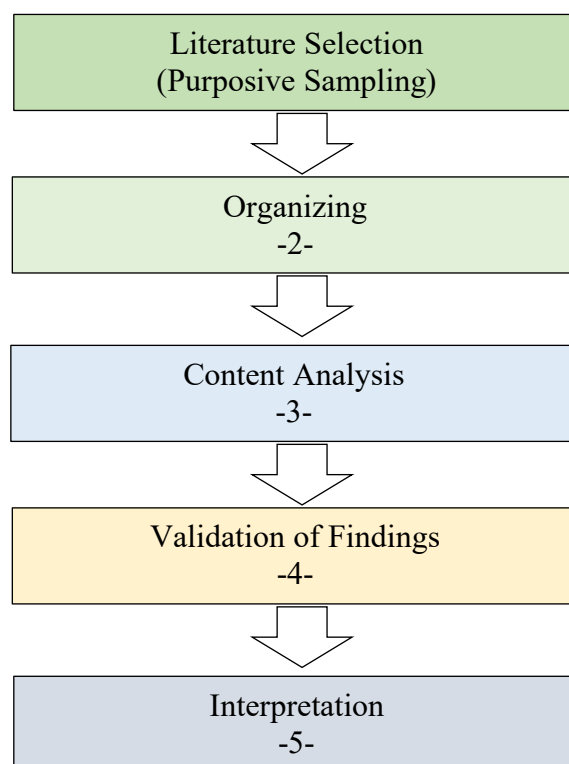 Literature Selection
(Purposive Sampling)
Organizing
-2-
Content Analysis
-3-
Validation of Findings
-4-
Interpretation
-5-